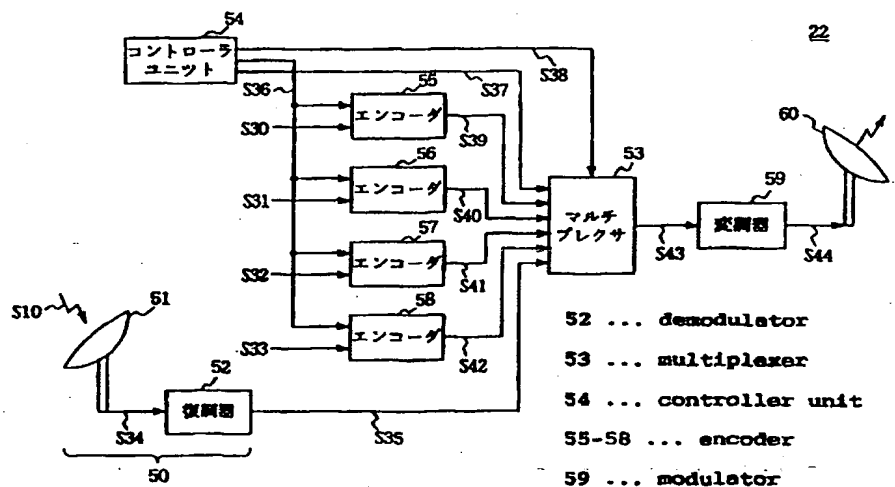 54
コントローラ
ユニット
22
S38
S36
S37
55
エンコーダ
S30
S39
60
56
エンコーダ
53
S31
S40
マルチ
プレクサ
59
変調器
57
エンコーダ
S32
S41
S43
S44
58
エンコーダ
S10
51
S33
S42
52
復調器
S34
S35
50
52 ... demodulator
53 ... multiplexer
54 ... controller unit
55-58 ... encoder
59 ... modulator